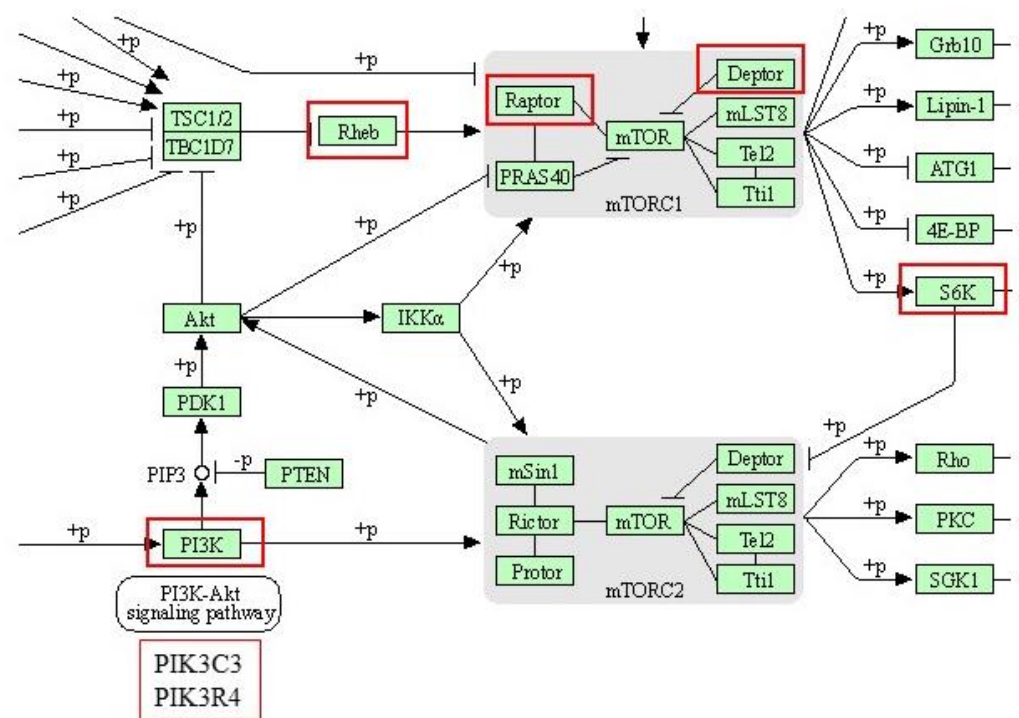 +p
+p
Grb10
Deptor
Raptor
mLST8
Lipin-1
+p
TSC1/2
TBC1D7
Rheb
mTOR
+p
+p
Tel2
ATG1
+p
PRAS40
Tti1
mTORC1
+p
4E-BP
+p
+p
+p
+p
S6K
Akt
IKKα
+p
+p
+p
PDK1
+p
+p
PIP3
-p
PTEN
mSin1
Deptor
Rho
mLST8
+p
PI3K
+p
Rictor
mTOR
+p
PKC
Tel2
Protor
Tti1
+p
SGK1
mTORC2
PI3K-Akt
signaling pathway
PIK3C3
PIK3R4